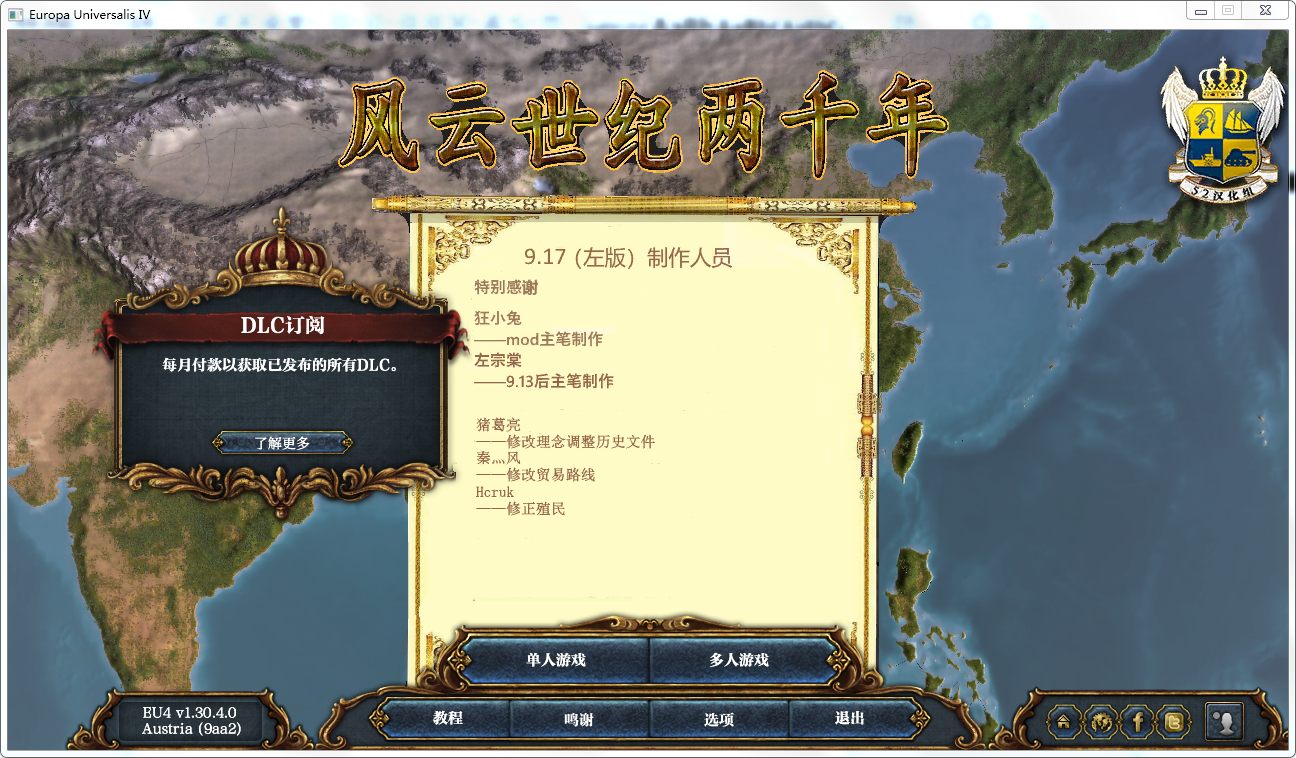 Europa Universalis IV
风云世纪两千年
52汉化组
9.17 (左版）制作人员
特别感谢
狂小兔
——mod主笔制作
左宗棠
——9.13后主笔制作
猪葛亮
——修改理念调整历史文件
秦灬风
——修改贸易路线
Hcruk
——修正殖民
DLC订阅
每月付款以获取已发布的所有DLC。
了解更多
单人游戏
多人游戏
教程
鸣谢
选项
退出
EU4 v1.30.4.0
Austria (9aa2)